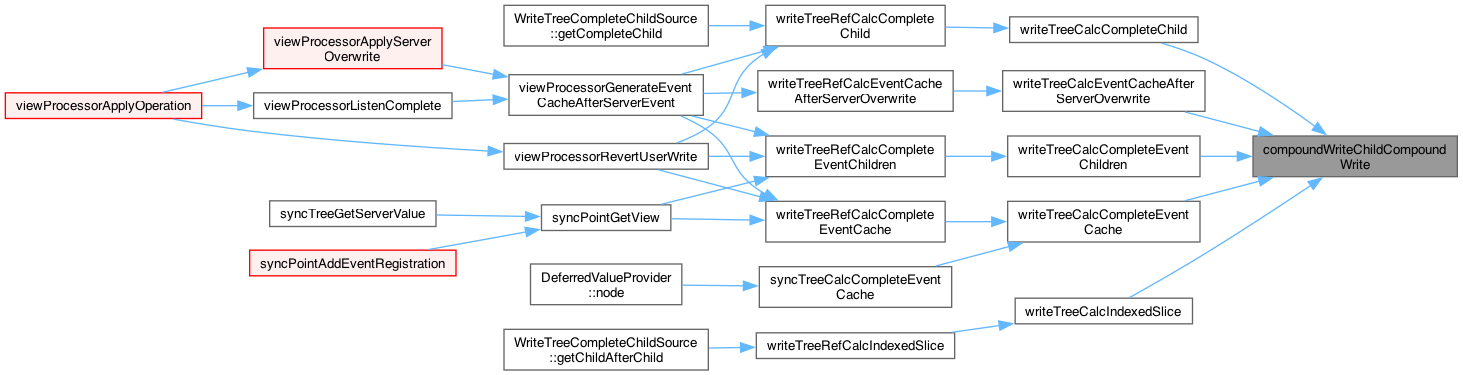 WriteTreeCompleteChildSource
::getCompleteChild
writeTreeRefCalcComplete
Child
writeTreeCalcCompleteChild
viewProcessorApplyServer
Overwrite
viewProcessorApplyOperation
viewProcessorListenComplete
viewProcessorGenerateEvent
CacheAfterServerEvent
writeTreeRefCalcEventCache
AfterServerOverwrite
writeTreeCalcEventCacheAfter
ServerOverwrite
viewProcessorRevertUserWrite
writeTreeRefCalcComplete
EventChildren
writeTreeCalcCompleteEvent
Children
compoundWriteChildCompound
Write
syncTreeGetServerValue
syncPointGetView
writeTreeRefCalcComplete
EventCache
writeTreeCalcCompleteEvent
Cache
syncPointAddEventRegistration
DeferredValueProvider
::node
syncTreeCalcCompleteEvent
Cache
writeTreeCalcIndexedSlice
WriteTreeCompleteChildSource
::getChildAfterChild
writeTreeRefCalcIndexedSlice